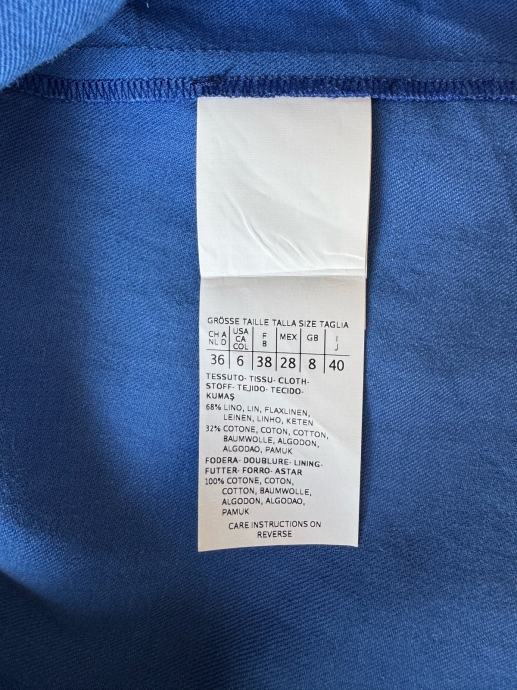 GRÖSSE TAILLE TALLA SIZE TAGLIA
CH A USA F MEX GB I
NL D CA B J
COL
36 6 38 28 8 40
TESSUTO- TISSU- CLOTH-
STOFF- TEJIDO- TECIDO-
KUMAŞ
68% LINO, LIN, FLAXLINEN,
LEINEN, LINHO, KETEN
32% COTONE, COTON, COTTON,
BAUMWOLLE, ALGODON,
ALGODAO, PAMUK
FODERA- DOUBLURE- LINING-
FUTTER- FORRO- ASTAR
100% COTONE, COTON,
COTTON, BAUMWOLLE,
ALGODON, ALGODAO,
PAMUK
CARE INSTRUCTIONS ON
REVERSE